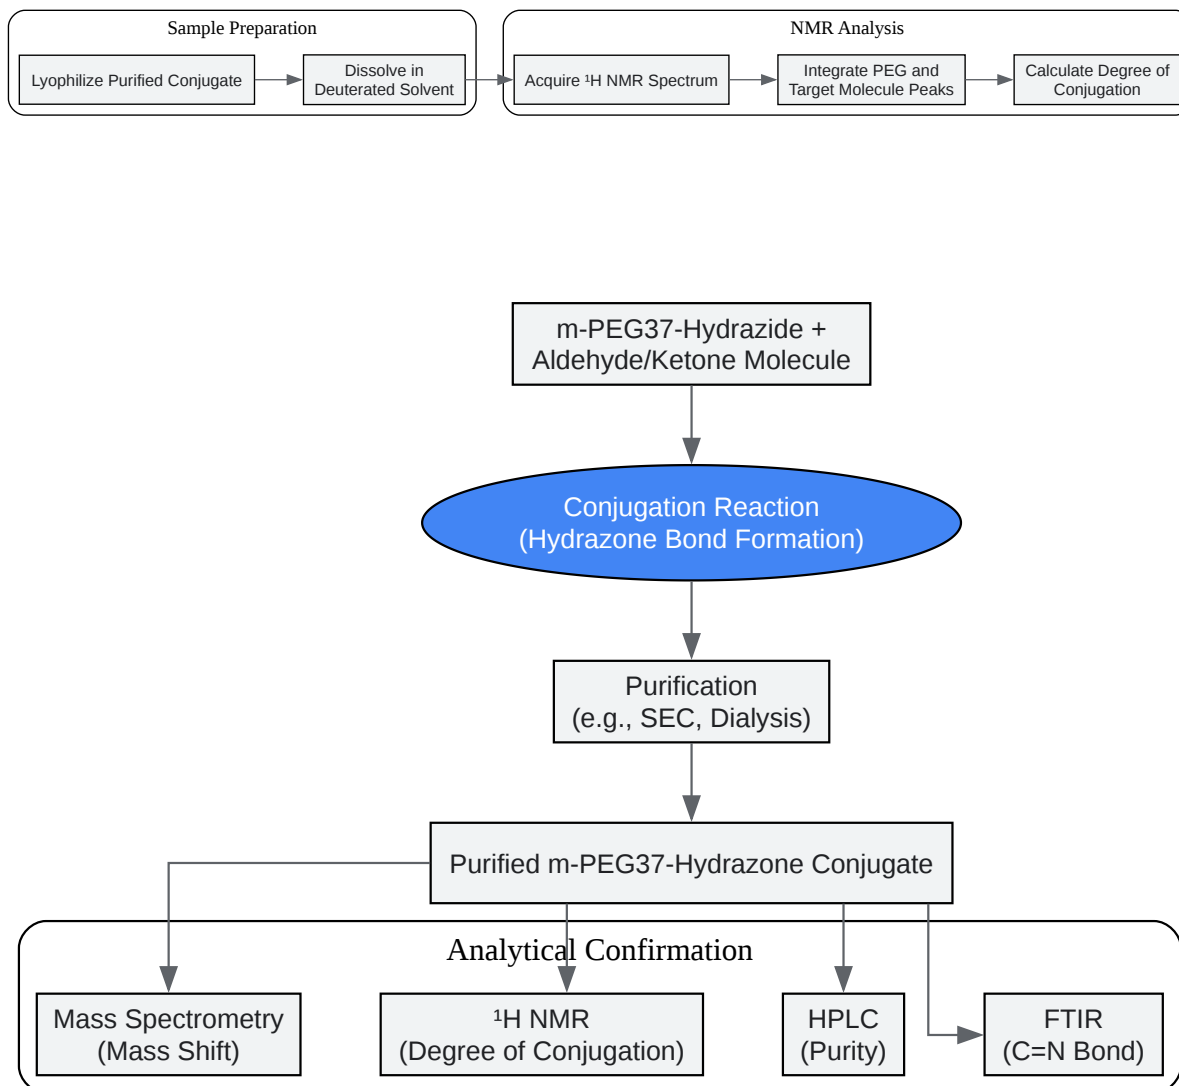 Sample Preparation
NMR Analysis
Lyophilize Purified Conjugate
Dissolve in
Deuterated Solvent
Acquire ¹H NMR Spectrum
Integrate PEG and
Target Molecule Peaks
Calculate Degree of
Conjugation
m-PEG37-Hydrazide +
Aldehyde/Ketone Molecule
Conjugation Reaction
(Hydrazone Bond Formation)
Purification
(e.g., SEC, Dialysis)
Purified m-PEG37-Hydrazone Conjugate
Analytical Confirmation
Mass Spectrometry
(Mass Shift)
¹H NMR
(Degree of Conjugation)
HPLC
(Purity)
FTIR
(C=N Bond)